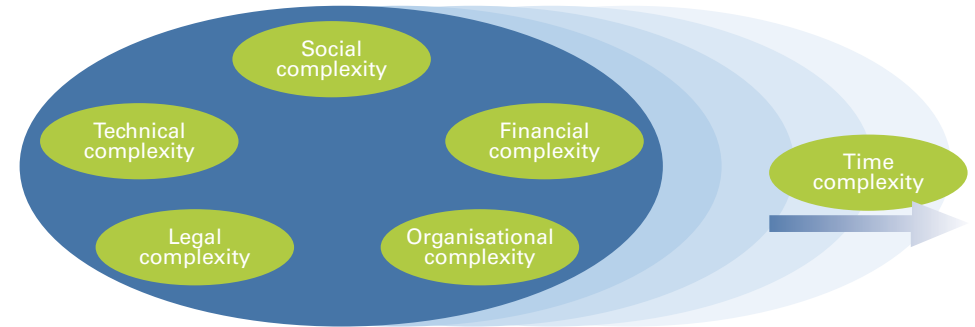 Social
complexity
Technical
complexity
Financial
complexity
Time
complexity
Legal
complexity
Organisational
complexity